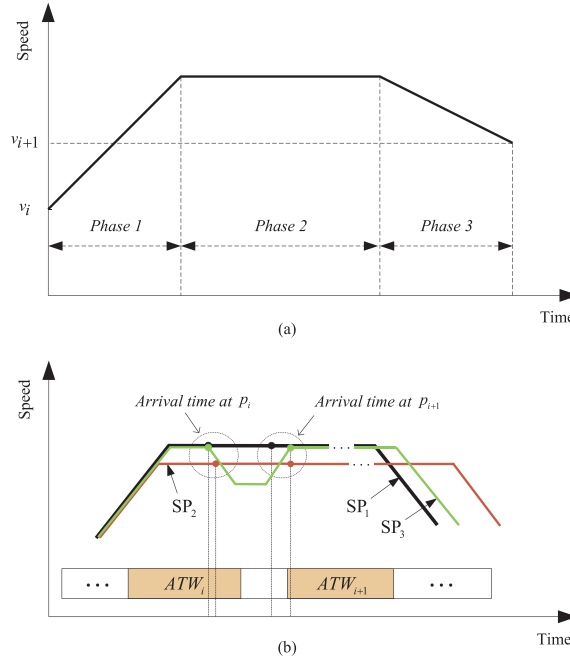 Speed
v_{i+1}
v_i
Phase 1
Phase 2
Phase 3
Time
(a)
Speed
Arrival time at p_i
Arrival time at p_{i+1}
...
...
SP_2
SP_1
SP_3
... ATW_i ATW_{i+1} ...
Time
(b)